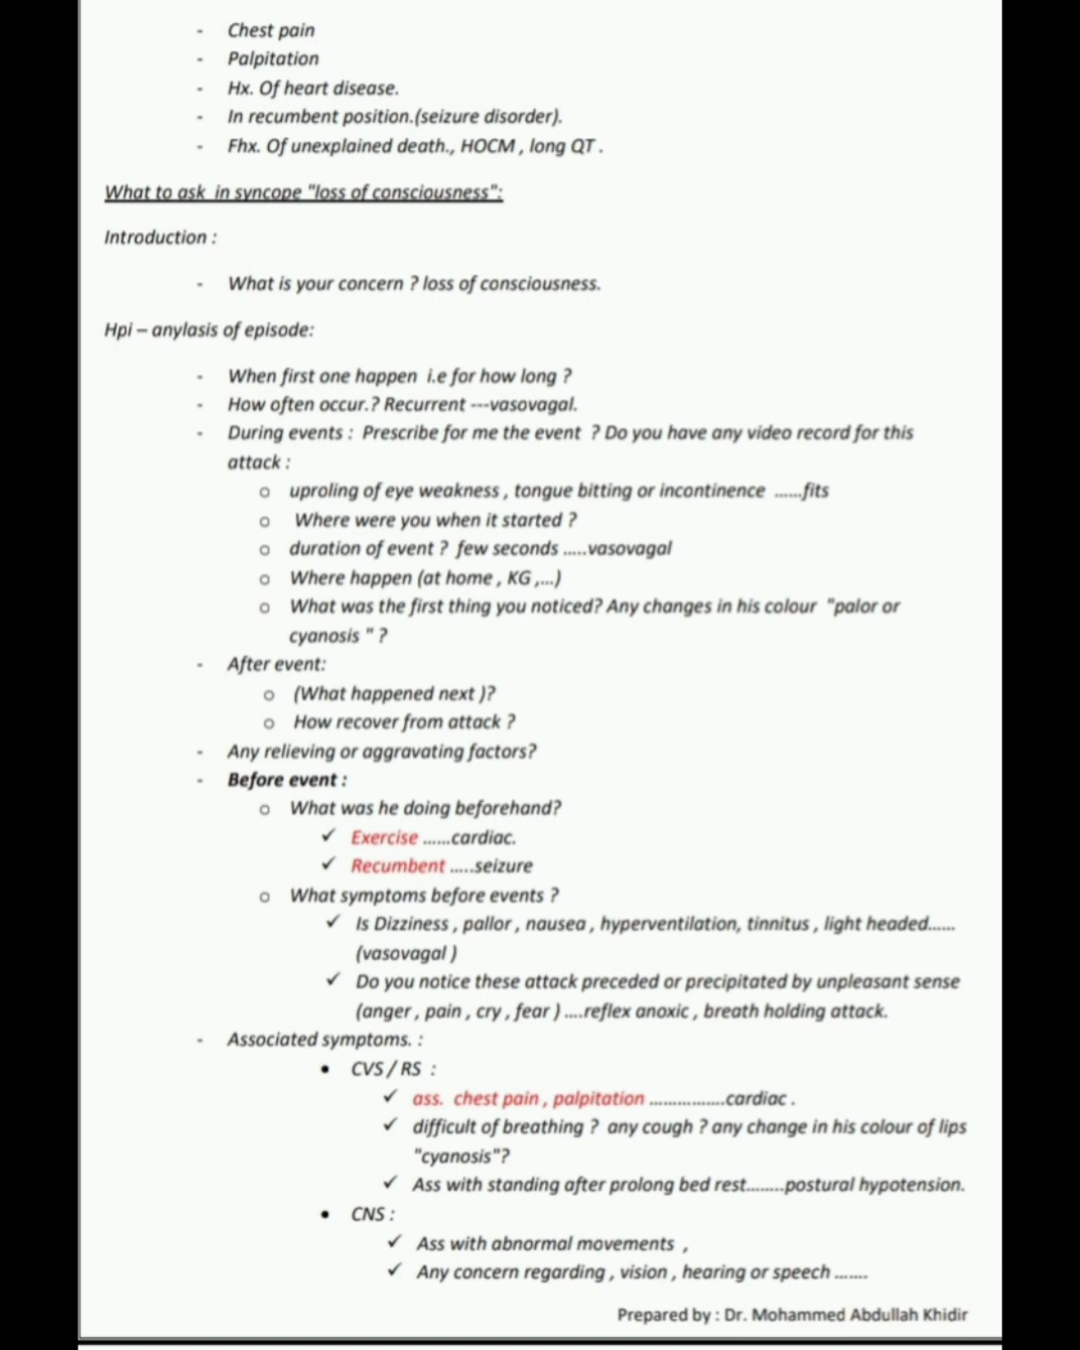 - Chest pain
- Palpitation
- Hx. Of heart disease.
- In recumbent position.(seizure disorder).
- Fhx. Of unexplained death., HOCM , long QT .
What to ask  in syncope "loss of consciousness":
Introduction :
- What is your concern ? loss of consciousness.
Hpi – anylasis of episode:
- When first one happen  i.e for how long ?
- How often occur.? Recurrent ---vasovagal.
- During events :  Prescribe for me the event  ? Do you have any video record for this
attack :
o uproling of eye weakness , tongue bitting or incontinence  ......fits
o Where were you when it started ?
o duration of event ?  few seconds .....vasovagal
o Where happen (at home , KG ,...)
o What was the first thing you noticed? Any changes in his colour  "palor or
cyanosis " ?
- After event:
o (What happened next )?
o How recover from attack ?
- Any relieving or aggravating factors?
- Before event :
o What was he doing beforehand?
✓ Exercise ......cardiac.
✓ Recumbent .....seizure
o What symptoms before events ?
✓ Is Dizziness , pallor , nausea , hyperventilation, tinnitus , light headed......
(vasovagal )
✓ Do you notice these attack preceded or precipitated by unpleasant sense
(anger , pain , cry , fear ) ....reflex anoxic , breath holding attack.
- Associated symptoms. :
• CVS / RS  :
✓ ass.  chest pain , palpitation ................cardiac .
✓ difficult of breathing ?  any cough ? any change in his colour of lips
"cyanosis"?
✓ Ass with standing after prolong bed rest........postural hypotension.
• CNS :
✓ Ass with abnormal movements  ,
✓ Any concern regarding , vision , hearing or speech .......
Prepared by : Dr. Mohammed Abdullah Khidir